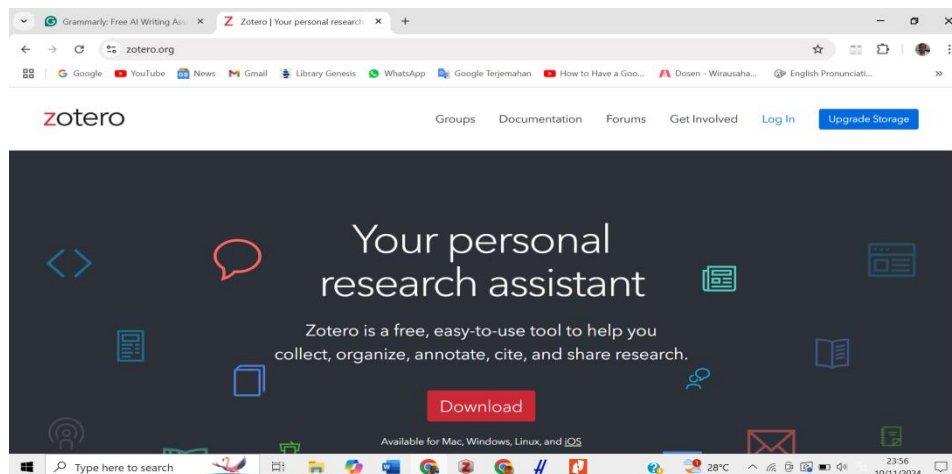 Grammarly: Free AI Writing Ass
Zotero | Your personal research
zotero.org
Google YouTube News Gmail Library Genesis WhatsApp Google Terjemahan How to Have a Goo... Dosen - Wirausaha... English Pronunciati...
zotero Groups Documentation Forums Get Involved Log In Upgrade Storage
Your personal
research assistant
Zotero is a free, easy-to-use tool to help you
collect, organize, annotate, cite, and share research.
Download
Available for Mac, Windows, Linux, and iOS
Type here to search 28°C 23:56
10/11/2024